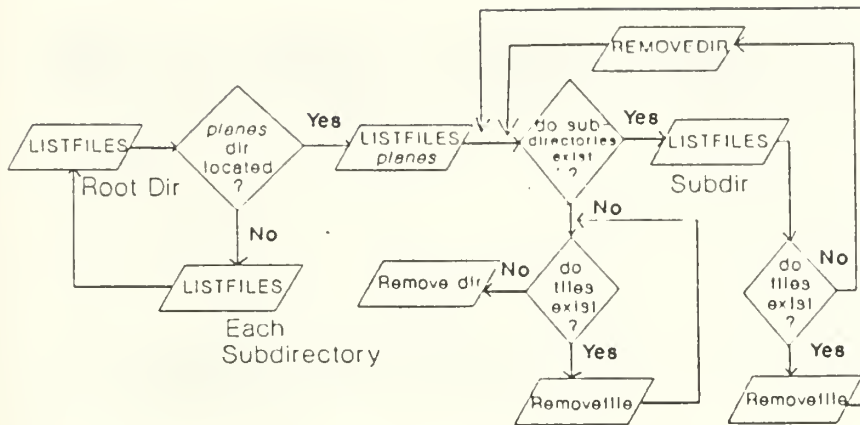 REMOVEDIR
LISTFILES
Root Dir
planes
dir
located
?
Yes
No
LISTFILES
Each
Subdirectory
LISTFILES
planes
do sub-
directories
exist
?
Yes
No
LISTFILES
Subdir
do
files
exist
?
No
Remove dir
Yes
Removefile
do
files
exist
?
No
Yes
Removefile